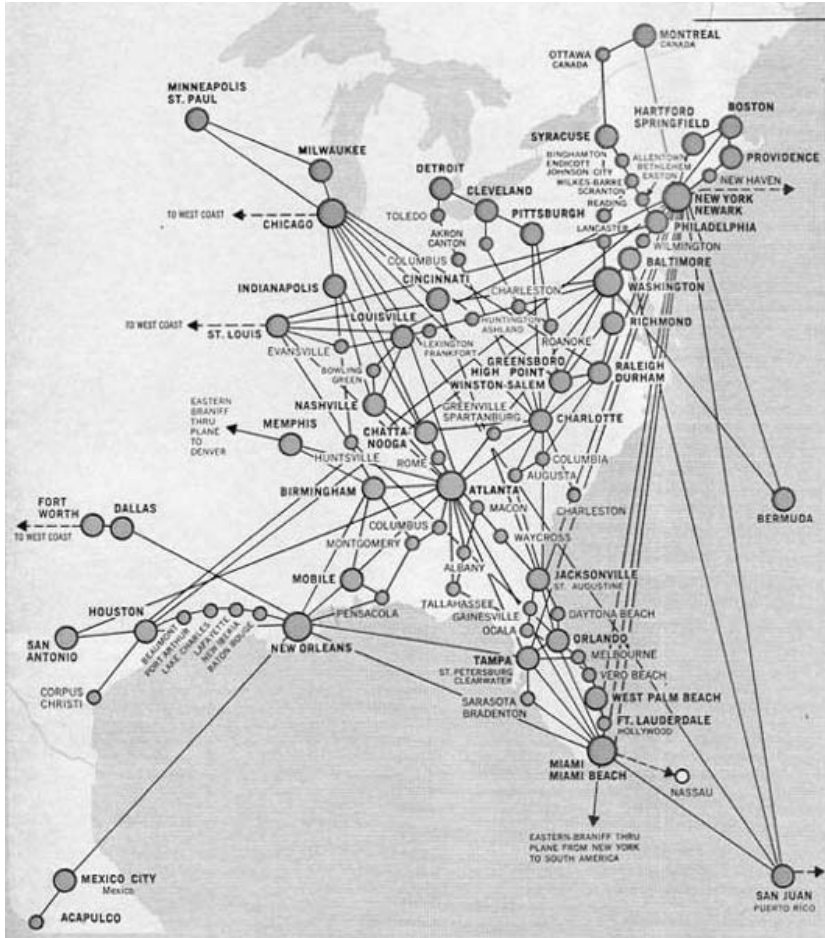 MONTREAL
CANADA
OTTAWA
CANADA
MINNEAPOLIS
ST. PAUL
HARTFORD
SPRINGFIELD
BOSTON
SYRACUSE
MILWAUKEE
BINGHAMTON
ENDICOTT
JOHNSON CITY
ALLENTOWN
BETHLEHEM
EASTON
PROVIDENCE
DETROIT
CLEVELAND
WILKES-BARRE
SCRANTON
NEW HAVEN
READING
NEW YORK
NEWARK
TO WEST COAST
CHICAGO
TOLEDO
PITTSBURGH
LANCASTER
PHILADELPHIA
AKRON
CANTON
WILMINGTON
COLUMBUS
BALTIMORE
INDIANAPOLIS
CINCINNATI
CHARLESTON
WASHINGTON
TO WEST COAST
ST. LOUIS
LOUISVILLE
HUNTINGTON
ASHLAND
RICHMOND
EVANSVILLE
LEXINGTON
FRANKFORT
ROANOKE
BOWLING
GREEN
GREENSBORO
HIGH POINT
WINSTON-SALEM
RALEIGH
DURHAM
EASTERN
BRANIFF
THRU
PLANE
TO
DENVER
NASHVILLE
GREENVILLE
SPARTANBURG
MEMPHIS
CHATTA
NOOGA
CHARLOTTE
HUNTSVILLE
ROME
COLUMBIA
AUGUSTA
BIRMINGHAM
ATLANTA
FORT
WORTH
DALLAS
TO WEST COAST
MACON
CHARLESTON
BERMUDA
COLUMBUS
MONTGOMERY
WAYCROSS
ALBANY
MOBILE
JACKSONVILLE
ST. AUGUSTINE
TALLAHASSEE
PENSACOLA
GAINESVILLE
DAYTONA BEACH
HOUSTON
BEAUMONT
PORT ARTHUR
LAKE CHARLES
LAFAYETTE
NEW IBERIA
BATON ROUGE
SAN
ANTONIO
NEW ORLEANS
OCALA
ORLANDO
TAMPA
ST. PETERSBURG
CLEARWATER
MELBOURNE
VERO BEACH
CORPUS
CHRISTI
SARASOTA
BRADENTON
WEST PALM BEACH
FT. LAUDERDALE
HOLLYWOOD
MIAMI
MIAMI BEACH
NASSAU
EASTERN-BRANIFF THRU
PLANE FROM NEW YORK
TO SOUTH AMERICA
MEXICO CITY
Mexico
ACAPULCO
SAN JUAN
PUERTO RICO